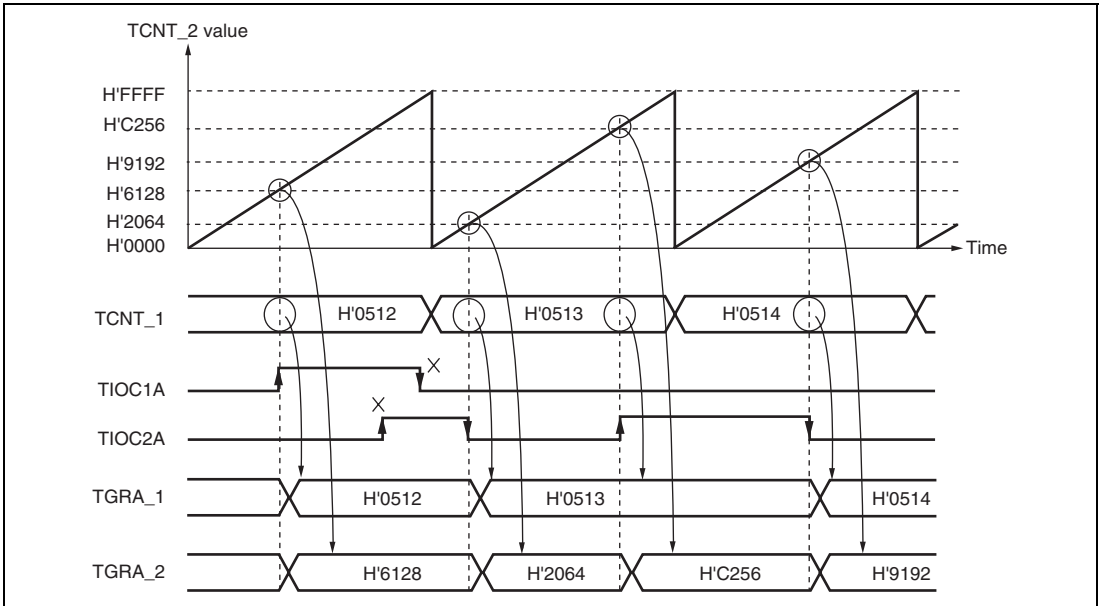 TCNT_2 value
H'FFFF
H'C256
H'9192
H'6128
H'2064
H'0000
Time
TCNT_1
H'0512
H'0513
H'0514
TIOC1A
TIOC2A
TGRA_1
H'0512
H'0513
H'0514
TGRA_2
H'6128
H'2064
H'C256
H'9192